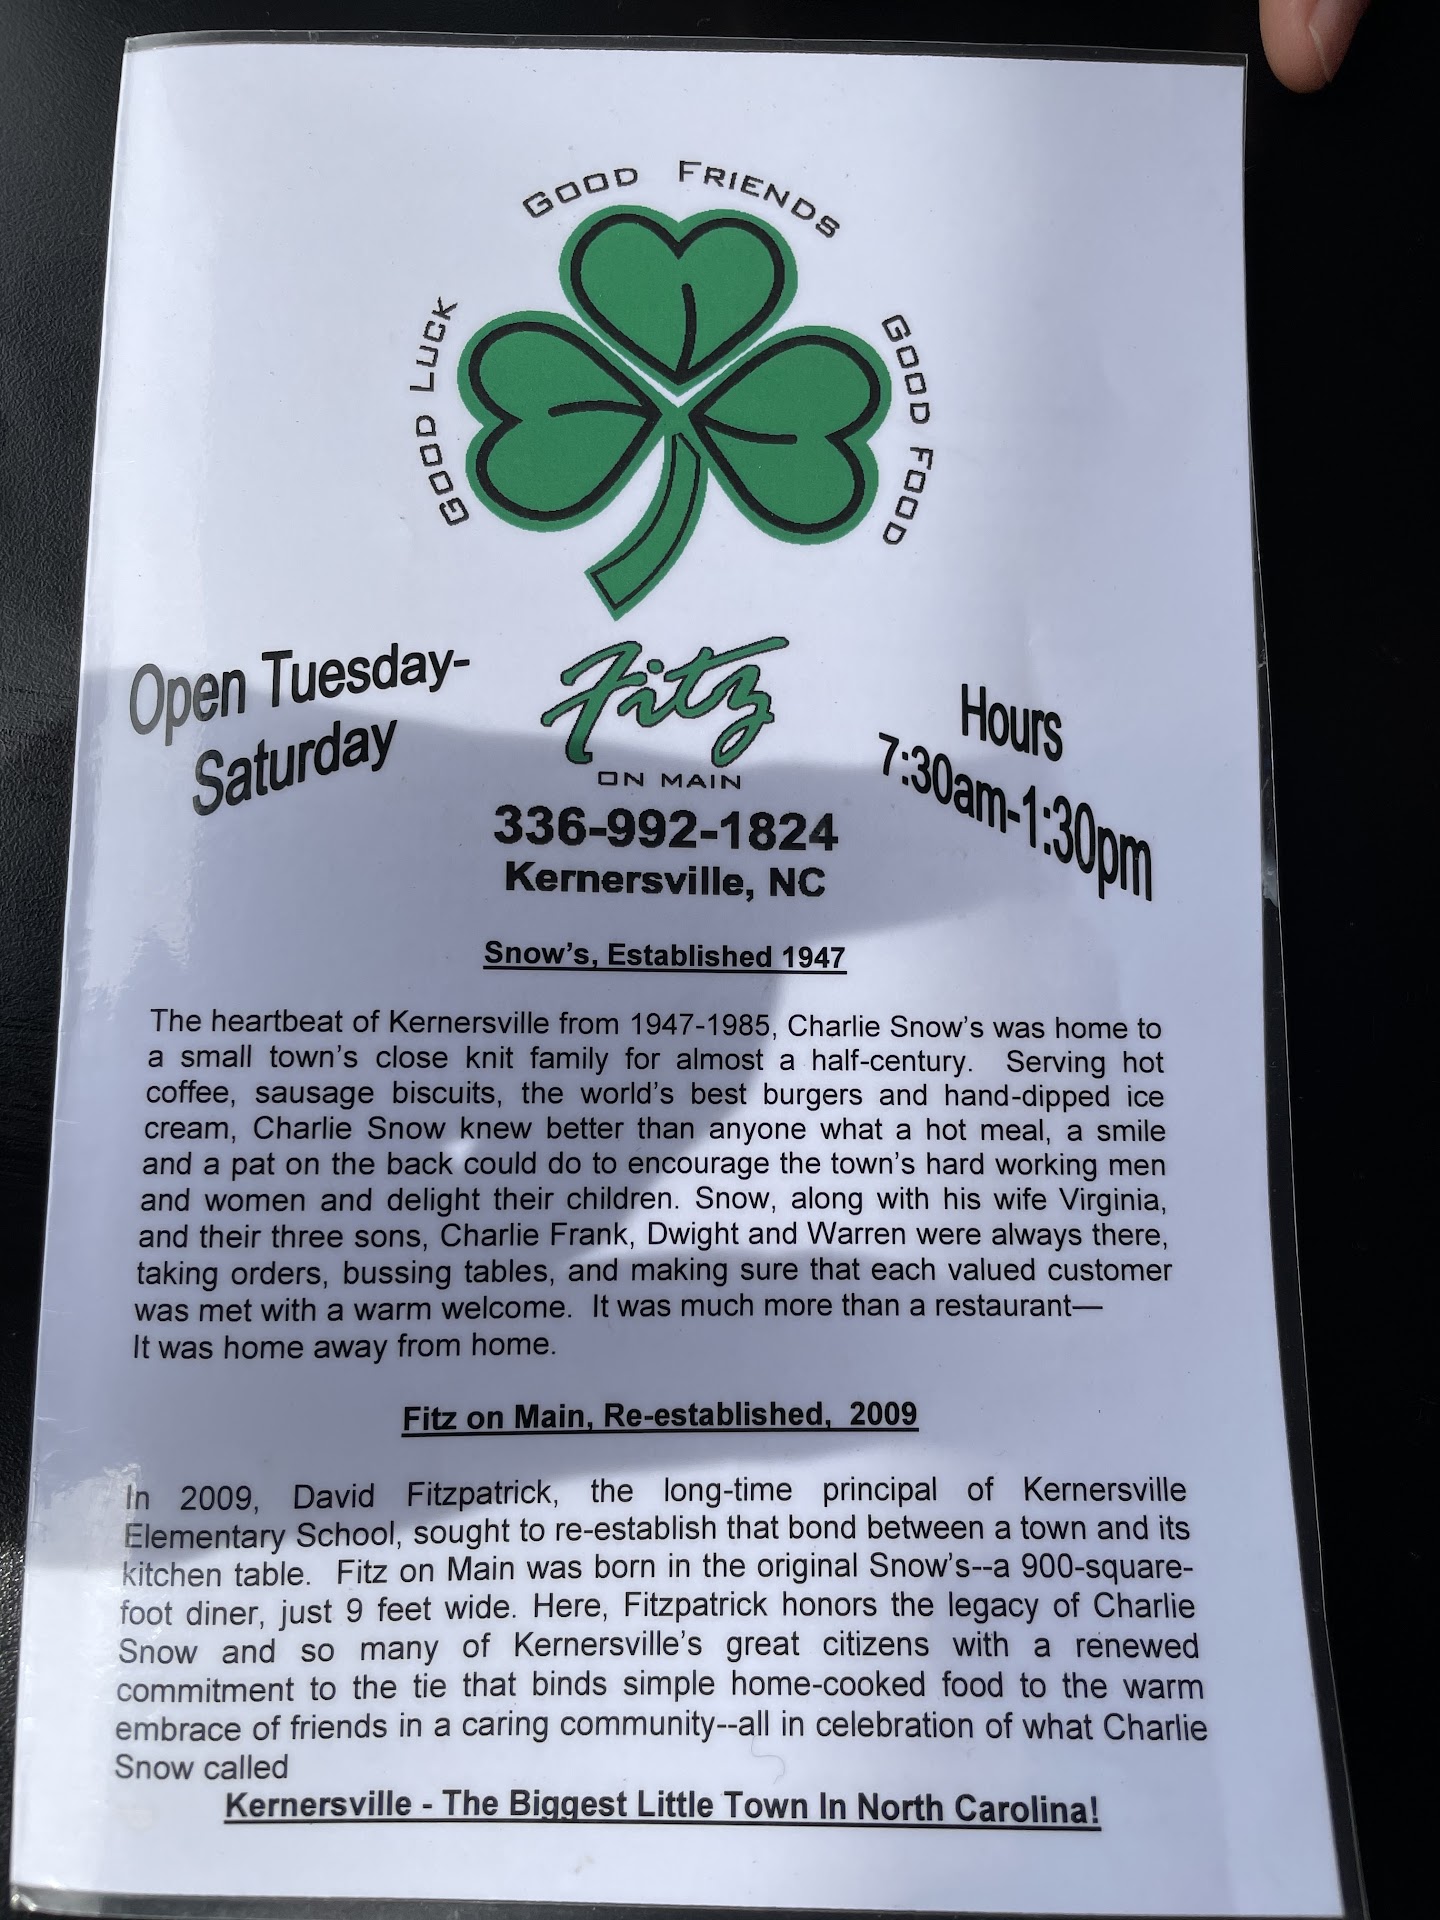 GOOD FRIENDS
GOOD LUCK
GOOD FOOD
Open Tuesday-
Saturday
Fitz
ON MAIN
Hours
7:30am-1:30pm
336-992-1824
Kernersville, NC
Snow's, Established 1947
The heartbeat of Kernersville from 1947-1985, Charlie Snow's was home to
a small town's close knit family for almost a half-century. Serving hot
coffee, sausage biscuits, the world's best burgers and hand-dipped ice
cream, Charlie Snow knew better than anyone what a hot meal, a smile
and a pat on the back could do to encourage the town's hard working men
and women and delight their children. Snow, along with his wife Virginia,
and their three sons, Charlie Frank, Dwight and Warren were always there,
taking orders, bussing tables, and making sure that each valued customer
was met with a warm welcome. It was much more than a restaurant—
It was home away from home.
Fitz on Main, Re-established, 2009
In 2009, David Fitzpatrick, the long-time principal of Kernersville
Elementary School, sought to re-establish that bond between a town and its
kitchen table. Fitz on Main was born in the original Snow's--a 900-square-
foot diner, just 9 feet wide. Here, Fitzpatrick honors the legacy of Charlie
Snow and so many of Kernersville's great citizens with a renewed
commitment to the tie that binds simple home-cooked food to the warm
embrace of friends in a caring community--all in celebration of what Charlie
Snow called
Kernersville - The Biggest Little Town In North Carolina!